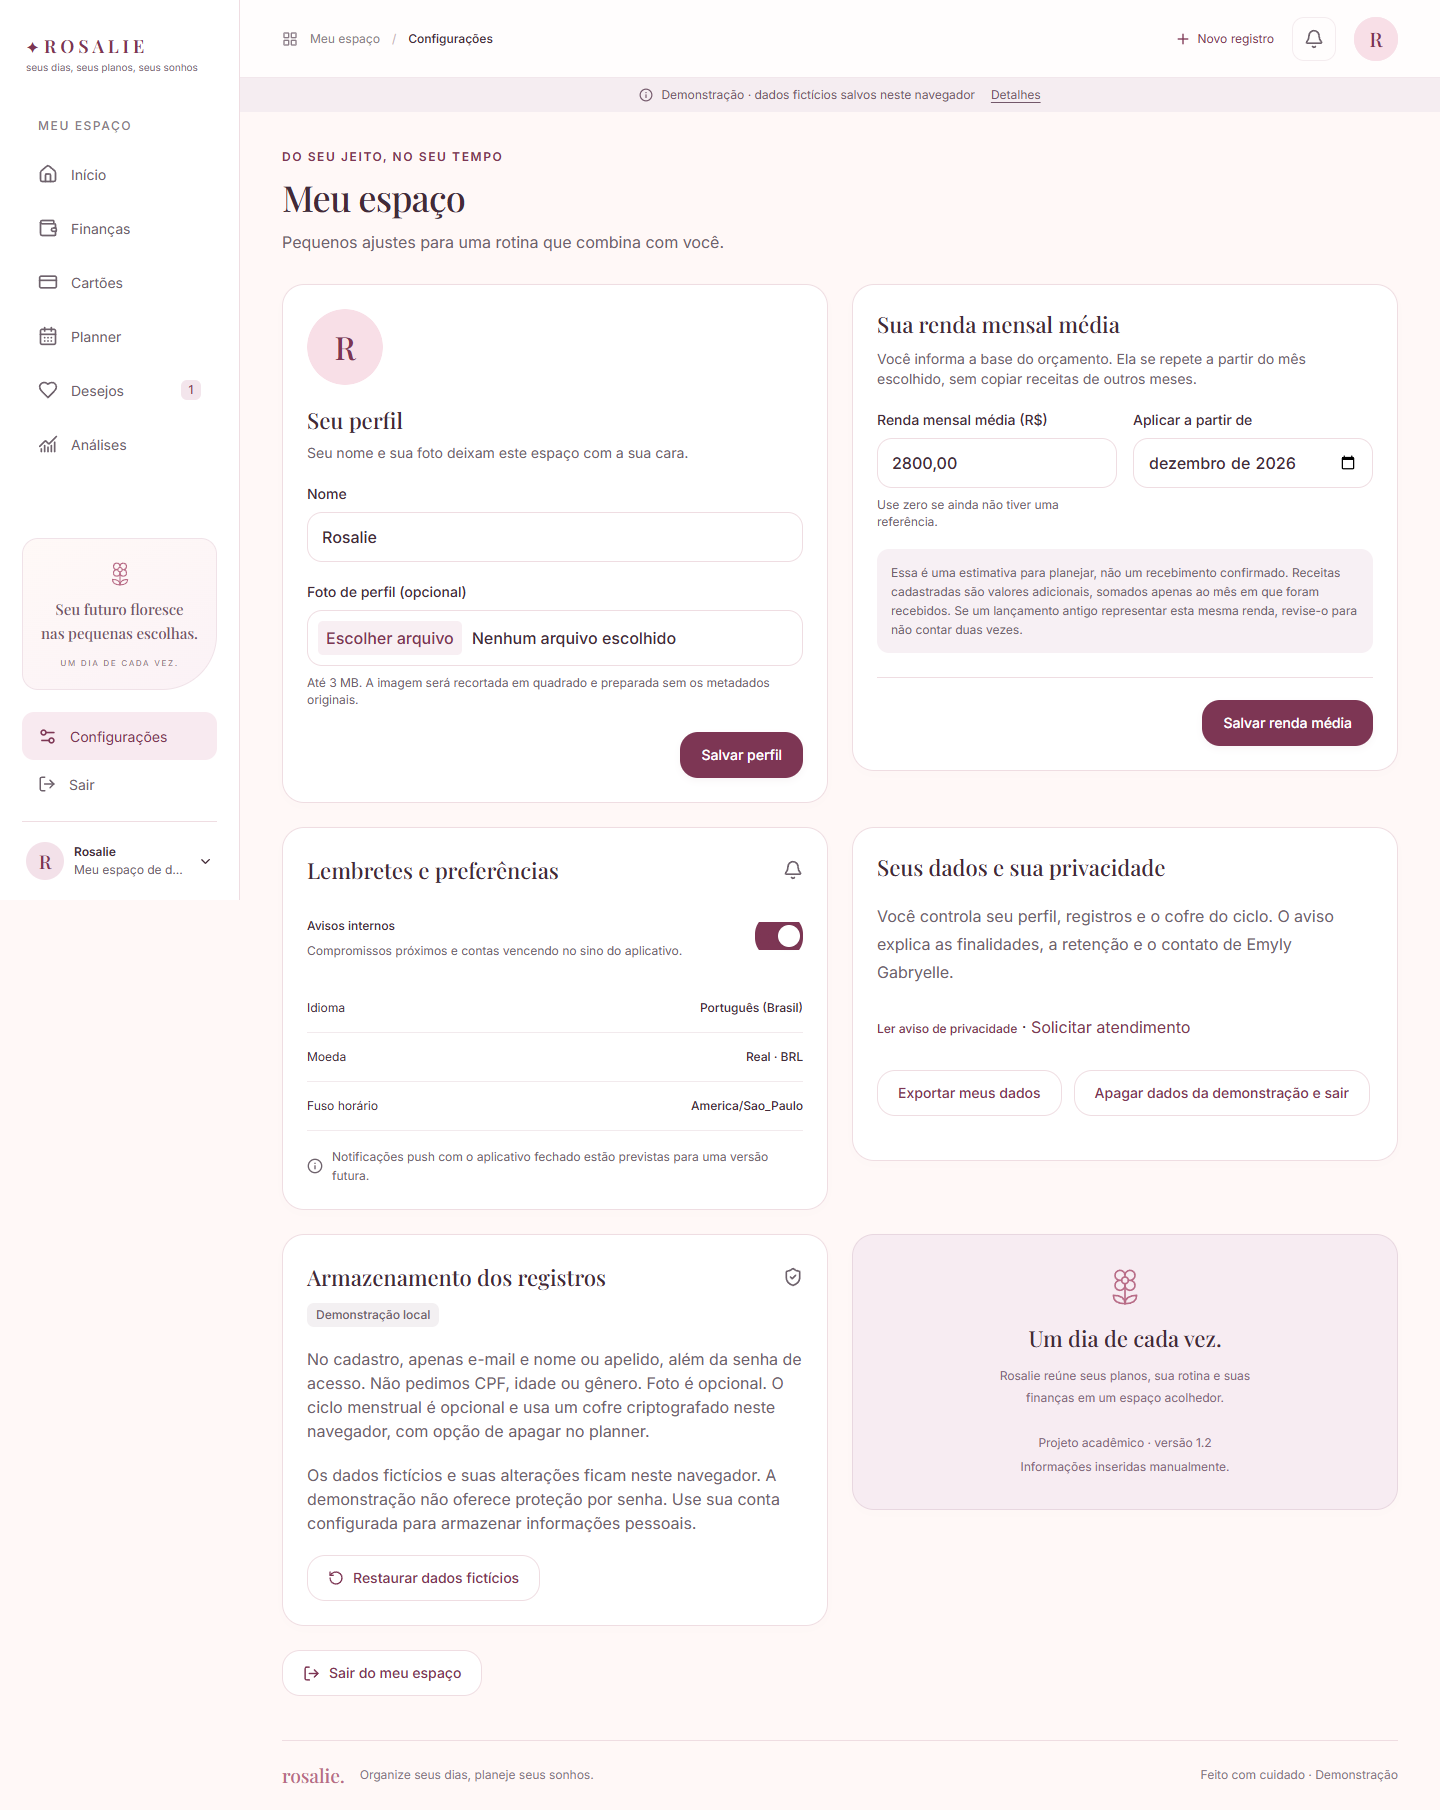 ROSALIE
seus dias, seus planos, seus sonhos
MEU ESPAÇO
Início
Finanças
Cartões
Planner
Desejos
1
Análises
Seu futuro floresce
nas pequenas escolhas.
UM DIA DE CADA VEZ.
Configurações
Sair
R
Rosalie
Meu espaço de d...
Meu espaço / Configurações
Novo registro
R
Demonstração · dados fictícios salvos neste navegador
Detalhes
DO SEU JEITO, NO SEU TEMPO
Meu espaço
Pequenos ajustes para uma rotina que combina com você.
R
Seu perfil
Seu nome e sua foto deixam este espaço com a sua cara.
Nome
Rosalie
Foto de perfil (opcional)
Escolher arquivo Nenhum arquivo escolhido
Até 3 MB. A imagem será recortada em quadrado e preparada sem os metadados
originais.
Salvar perfil
Sua renda mensal média
Você informa a base do orçamento. Ela se repete a partir do mês
escolhido, sem copiar receitas de outros meses.
Renda mensal média (R$)
2800,00
Use zero se ainda não tiver uma
referência.
Aplicar a partir de
dezembro de 2026
Essa é uma estimativa para planejar, não um recebimento confirmado. Receitas
cadastradas são valores adicionais, somados apenas ao mês em que foram
recebidos. Se um lançamento antigo representar esta mesma renda, revise-o para
não contar duas vezes.
Salvar renda média
Lembretes e preferências
Avisos internos
Compromissos próximos e contas vencendo no sino do aplicativo.
Idioma
Português (Brasil)
Moeda
Real · BRL
Fuso horário
America/Sao_Paulo
Notificações push com o aplicativo fechado estão previstas para uma versão
futura.
Seus dados e sua privacidade
Você controla seu perfil, registros e o cofre do ciclo. O aviso
explica as finalidades, a retenção e o contato de Emyly
Gabryelle.
Ler aviso de privacidade · Solicitar atendimento
Exportar meus dados
Apagar dados da demonstração e sair
Armazenamento dos registros
Demonstração local
No cadastro, apenas e-mail e nome ou apelido, além da senha de
acesso. Não pedimos CPF, idade ou gênero. Foto é opcional. O
ciclo menstrual é opcional e usa um cofre criptografado neste
navegador, com opção de apagar no planner.
Os dados fictícios e suas alterações ficam neste navegador. A
demonstração não oferece proteção por senha. Use sua conta
configurada para armazenar informações pessoais.
Restaurar dados fictícios
Um dia de cada vez.
Rosalie reúne seus planos, sua rotina e suas
finanças em um espaço acolhedor.
Projeto acadêmico · versão 1.2
Informações inseridas manualmente.
Sair do meu espaço
rosalie.
Organize seus dias, planeje seus sonhos.
Feito com cuidado · Demonstração